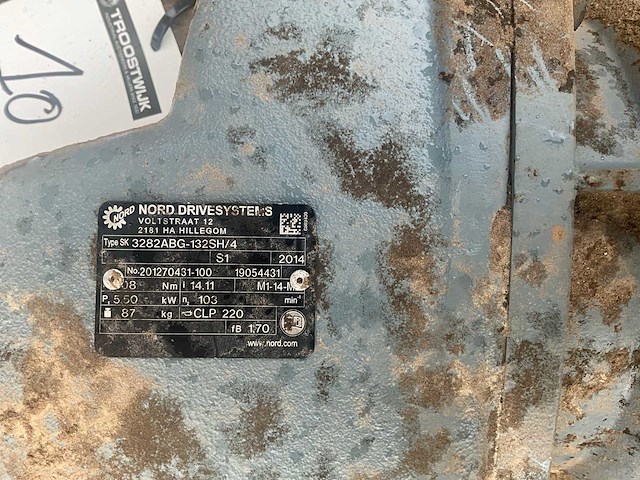 TROOSTWIJK
10
NORD NORD DRIVESYSTEMS
VOLTSTRAAT 12
2181 HA HILLEGOM
Type SK 3282ABG-132SH/4
S1 2014
No. 201270431-100 19054431
08 Nm i 14.11 M1-14-M
P₁ 5.50 kW n₂ 103 min⁻¹
87 kg CLP 220
fB 1.70
www.nord.com